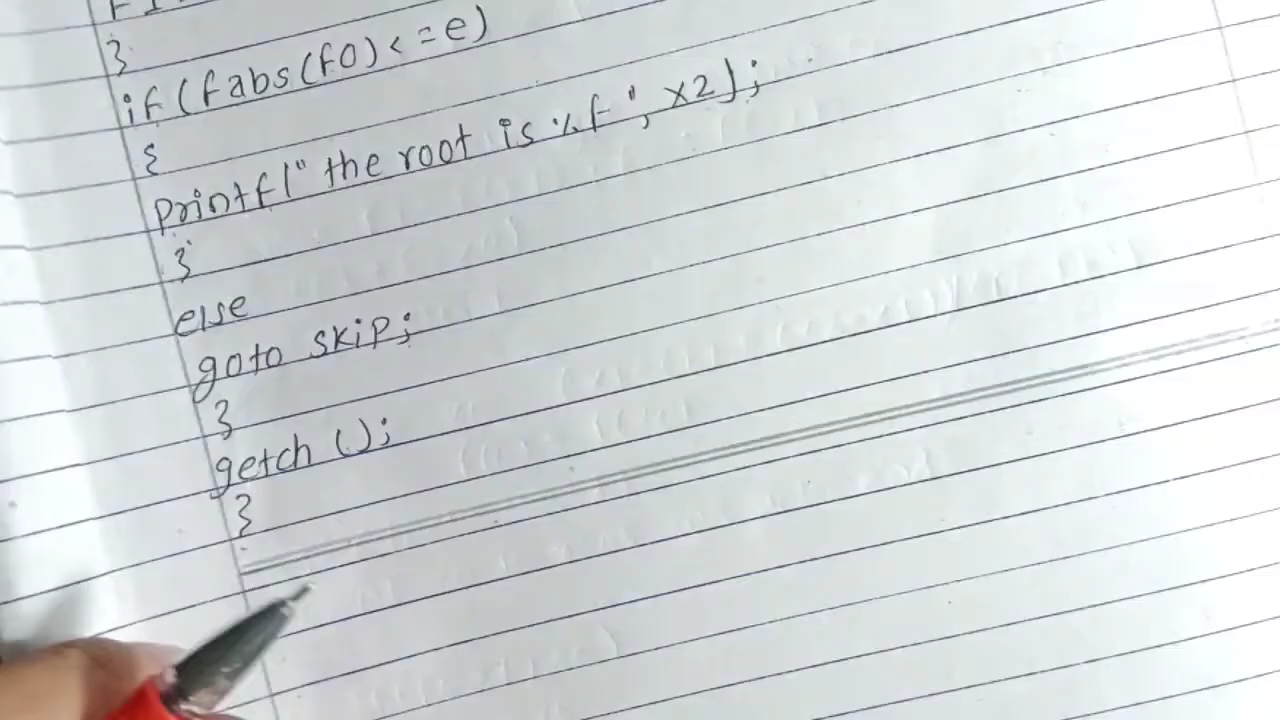 }
if (fabs(f0) <= e)
{
printf(" the root is %f ", x2);
}
else
goto skip;
}
getch ();
}